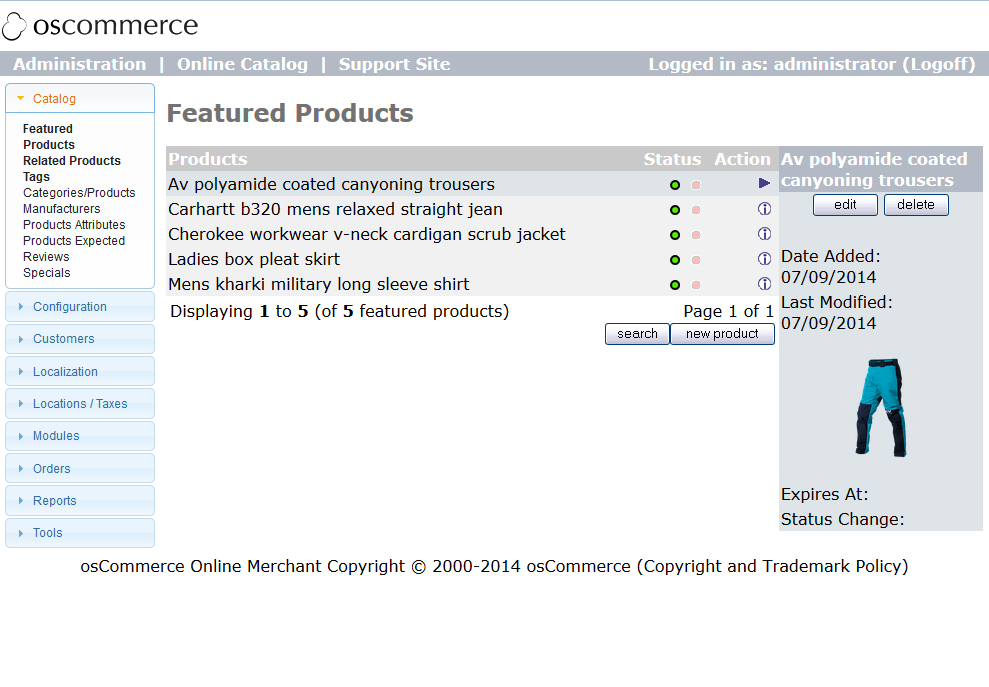 oscommerce
Administration | Online Catalog | Support Site
Logged in as: administrator (Logoff)
Catalog
Featured
Products
Related Products
Tags
Categories/Products
Manufacturers
Products Attributes
Products Expected
Reviews
Specials
Configuration
Customers
Localization
Locations / Taxes
Modules
Orders
Reports
Tools
Featured Products
Products Status Action
Av polyamide coated canyoning trousers
Carhartt b320 mens relaxed straight jean
Cherokee workwear v-neck cardigan scrub jacket
Ladies box pleat skirt
Mens kharki military long sleeve shirt
Displaying 1 to 5 (of 5 featured products)
Page 1 of 1
search
new product
Av polyamide coated
canyoning trousers
edit
delete
Date Added:
07/09/2014
Last Modified:
07/09/2014
Expires At:
Status Change:
osCommerce Online Merchant Copyright © 2000-2014 osCommerce (Copyright and Trademark Policy)